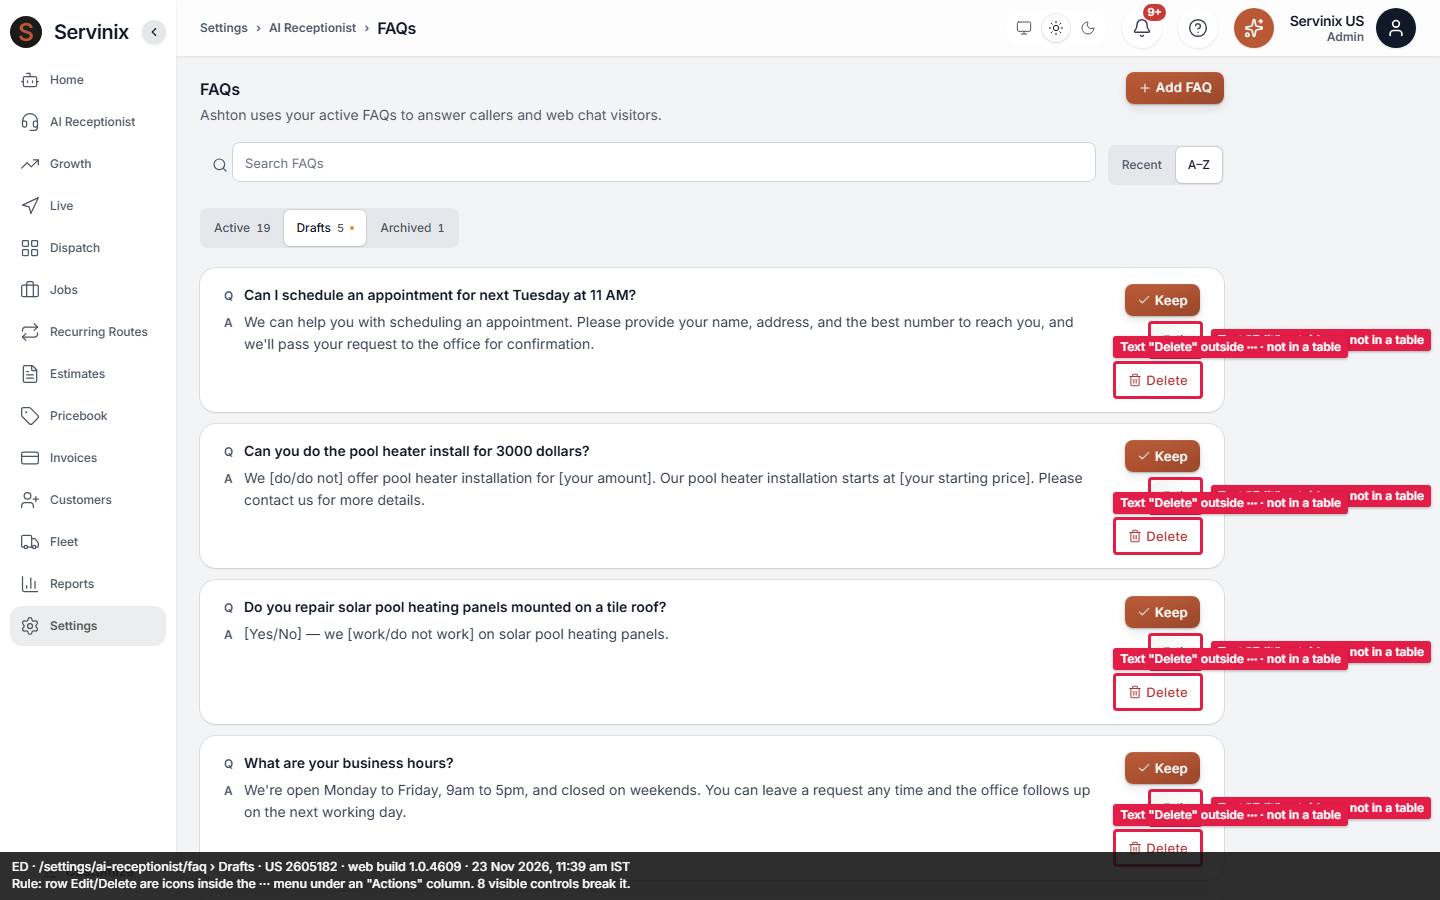 Servinix
Settings › AI Receptionist › FAQs
9+
Servinix US
Admin
Home
AI Receptionist
Growth
Live
Dispatch
Jobs
Recurring Routes
Estimates
Pricebook
Invoices
Customers
Fleet
Reports
Settings
FAQs
+ Add FAQ
Ashton uses your active FAQs to answer callers and web chat visitors.
Search FAQs
Recent A–Z
Active 19 Drafts 5 • Archived 1
Q Can I schedule an appointment for next Tuesday at 11 AM?
Keep
A We can help you with scheduling an appointment. Please provide your name, address, and the best number to reach you, and
we'll pass your request to the office for confirmation.
not in a table
Text "Delete" outside ··· · not in a table
Delete
Q Can you do the pool heater install for 3000 dollars?
Keep
A We [do/do not] offer pool heater installation for [your amount]. Our pool heater installation starts at [your starting price]. Please
contact us for more details.
not in a table
Text "Delete" outside ··· · not in a table
Delete
Q Do you repair solar pool heating panels mounted on a tile roof?
Keep
A [Yes/No] — we [work/do not work] on solar pool heating panels.
not in a table
Text "Delete" outside ··· · not in a table
Delete
Q What are your business hours?
Keep
A We're open Monday to Friday, 9am to 5pm, and closed on weekends. You can leave a request any time and the office follows up
on the next working day.
not in a table
Text "Delete" outside ··· · not in a table
Delete
ED · /settings/ai-receptionist/faq › Drafts · US 2605182 · web build 1.0.4609 · 23 Nov 2026, 11:39 am IST
Rule: row Edit/Delete are icons inside the ··· menu under an "Actions" column. 8 visible controls break it.